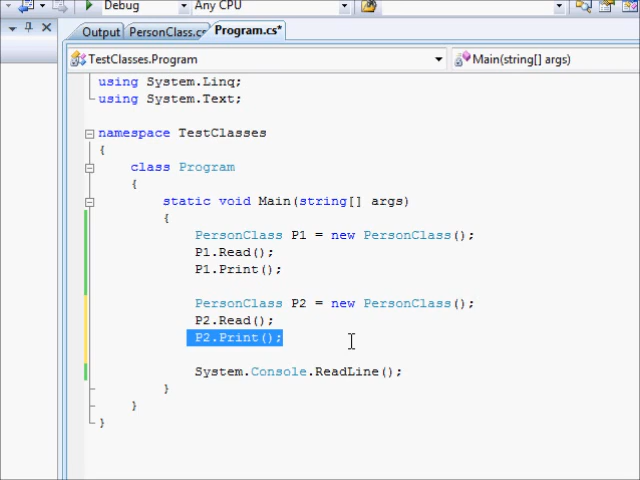 Debug Any CPU
Output PersonClass.cs Program.cs*
TestClasses.Program Main(string[] args)
using System.Linq;
using System.Text;
namespace TestClasses
{
class Program
{
static void Main(string[] args)
{
PersonClass P1 = new PersonClass();
P1.Read();
P1.Print();
PersonClass P2 = new PersonClass();
P2.Read();
P2.Print();
System.Console.ReadLine();
}
}
}